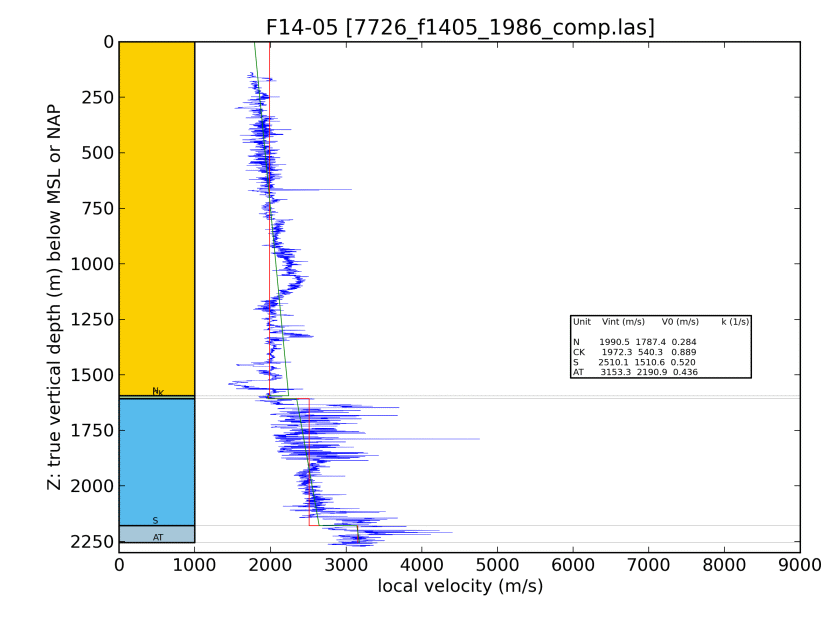 F14-05 [7726_f1405_1986_comp.las]
0
250
500
750
1000
1250
1500
1750
2000
2250
Z: true vertical depth (m) below MSL or NAP
N
CK
S
AT
Unit Vint (m/s) V0 (m/s) k (1/s)
N 1990.5 1787.4 0.284
CK 1972.3 540.3 0.889
S 2510.1 1510.6 0.520
AT 3153.3 2190.9 0.436
0 1000 2000 3000 4000 5000 6000 7000 8000 9000
local velocity (m/s)